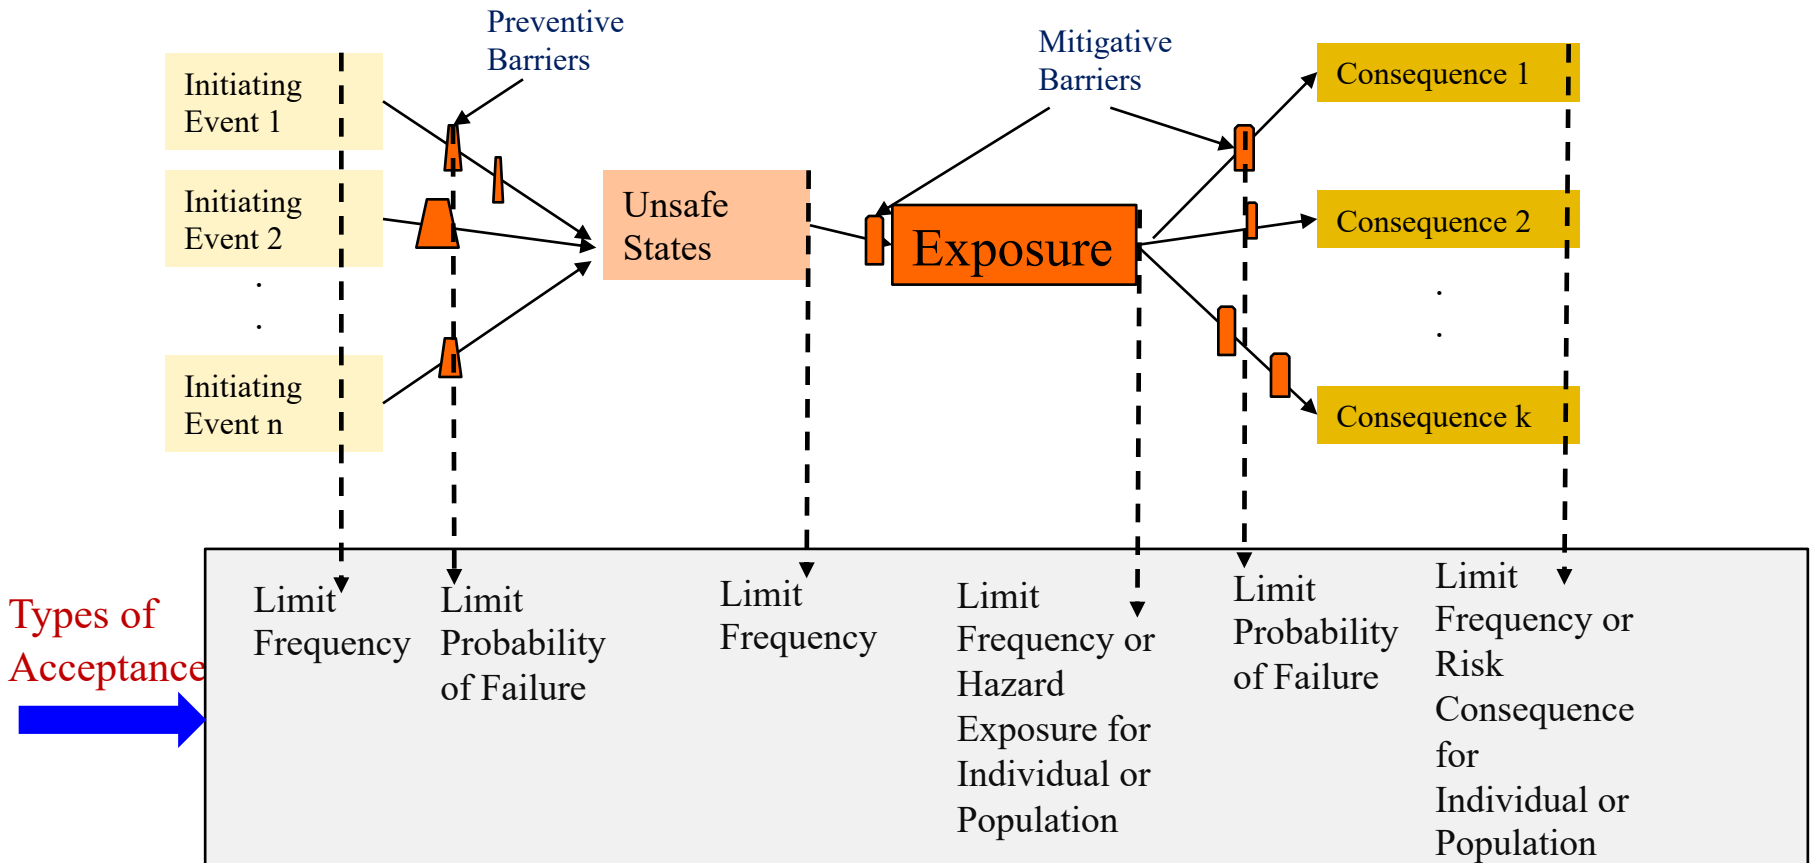 Preventive
Barriers
Mitigative
Barriers
Initiating
Event 1
Initiating
Event 2
.
.
Initiating
Event n
Unsafe
States
Exposure
Consequence 1
Consequence 2
.
.
Consequence k
Types of
Acceptance
Limit
Frequency
Limit
Probability
of Failure
Limit
Frequency
Limit
Frequency or
Hazard
Exposure for
Individual or
Population
Limit
Probability
of Failure
Limit
Frequency or
Risk
Consequence
for
Individual or
Population